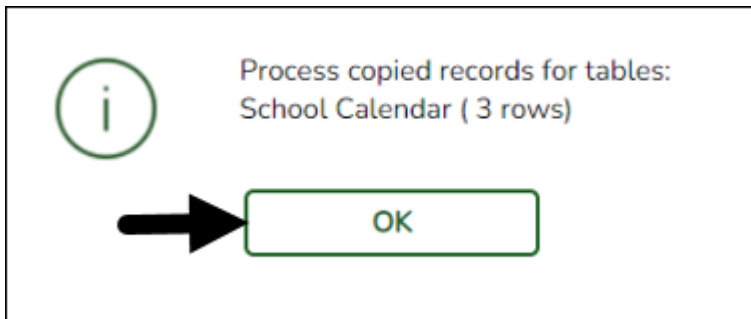 Process copied records for tables:
School Calendar ( 3 rows)
OK